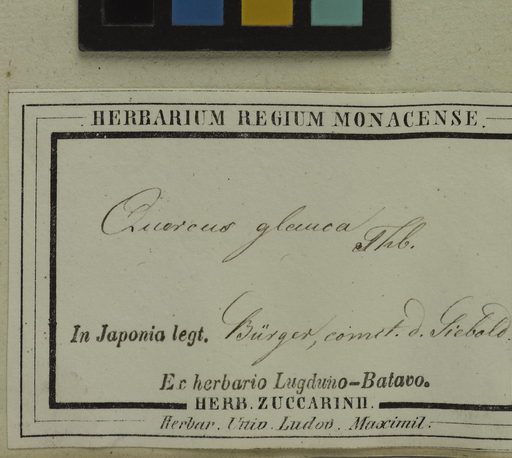 HERBARIUM REGIUM MONACENSE.
Quercus glauca Thb.
In Japonia legt. Bürger, comt. d. Siebold.
Ex herbario Lugduno-Batavo.
HERB. ZUCCARINII.
Herbar. Univ. Ludov. Maximil.